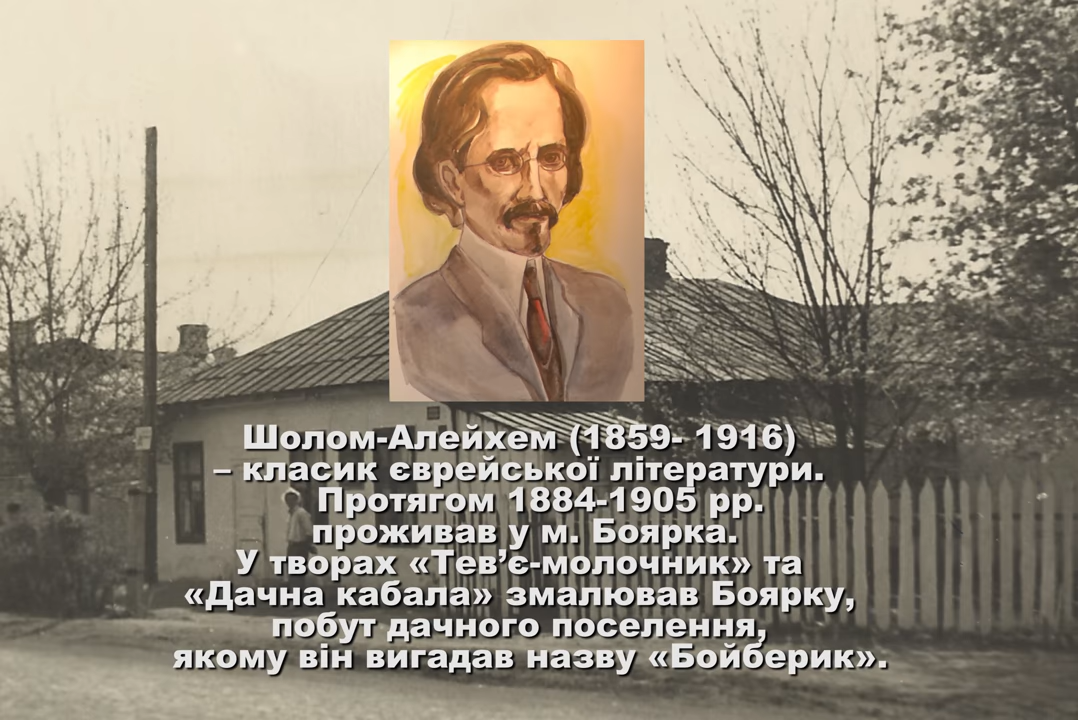 Шолом-Алейхем (1859- 1916)
– класик єврейської літератури.
Протягом 1884-1905 рр.
проживав у м. Боярка.
У творах «Тев’є-молочник» та
«Дачна кабала» змалював Боярку,
побут дачного поселення,
якому він вигадав назву «Бойберик».